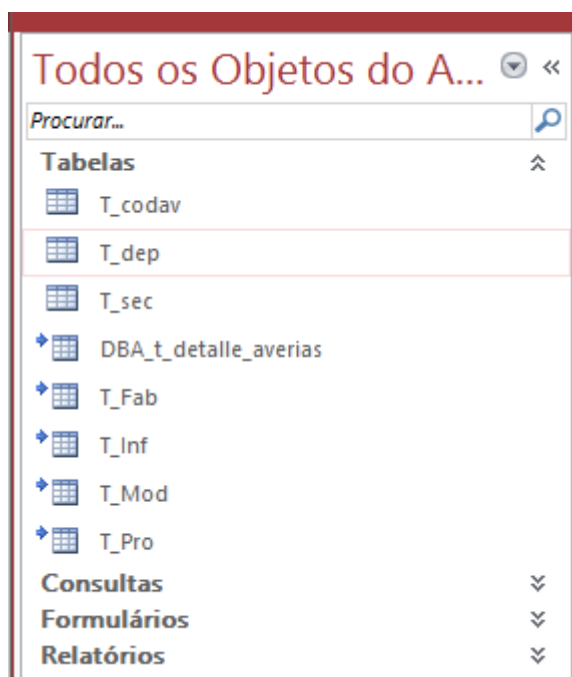 Todos os Objetos do A...
Procurar...
Tabelas
T_codav
T_dep
T_sec
DBA_t_detalle_averias
T_Fab
T_Inf
T_Mod
T_Pro
Consultas
Formulários
Relatórios